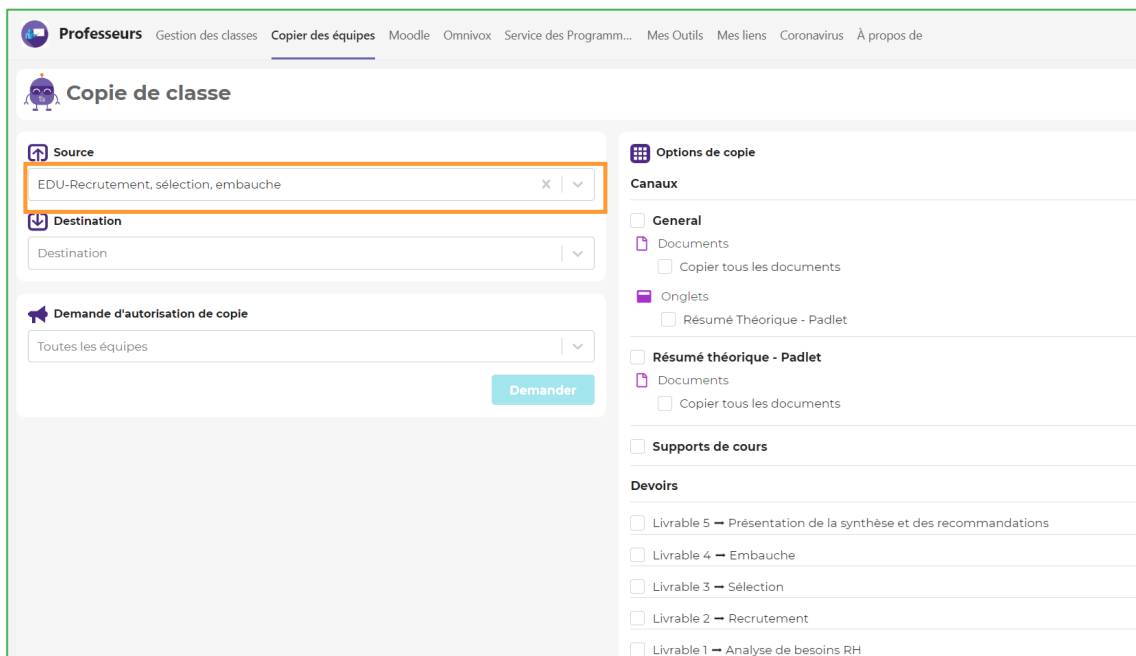 Professeurs Gestion des classes Copier des équipes Moodle Omnivox Service des Programm... Mes Outils Mes liens Coronavirus À propos de
Copie de classe
Source
EDU-Recrutement, sélection, embauche
Destination
Destination
Demande d'autorisation de copie
Toutes les équipes
Demander
Options de copie
Canaux
General
Documents
Copier tous les documents
Onglets
Résumé Théorique - Padlet
Résumé théorique - Padlet
Documents
Copier tous les documents
Supports de cours
Devoirs
Livrable 5 ➞ Présentation de la synthèse et des recommandations
Livrable 4 ➞ Embauche
Livrable 3 ➞ Sélection
Livrable 2 ➞ Recrutement
Livrable 1 ➞ Analyse de besoins RH